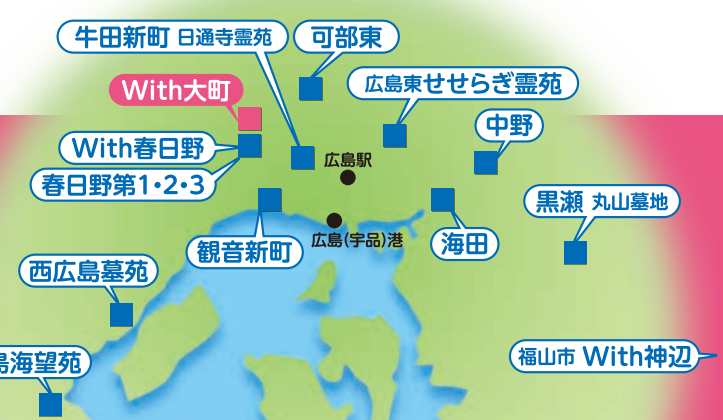 牛田新町 日通寺霊苑
可部東
With大町
広島東せせらぎ霊苑
中野
With春日野
広島駅
春日野第1・2・3
黒瀬 丸山墓地
観音新町
広島(宇品)港
海田
西広島墓苑
島海望苑
福山市 With神辺